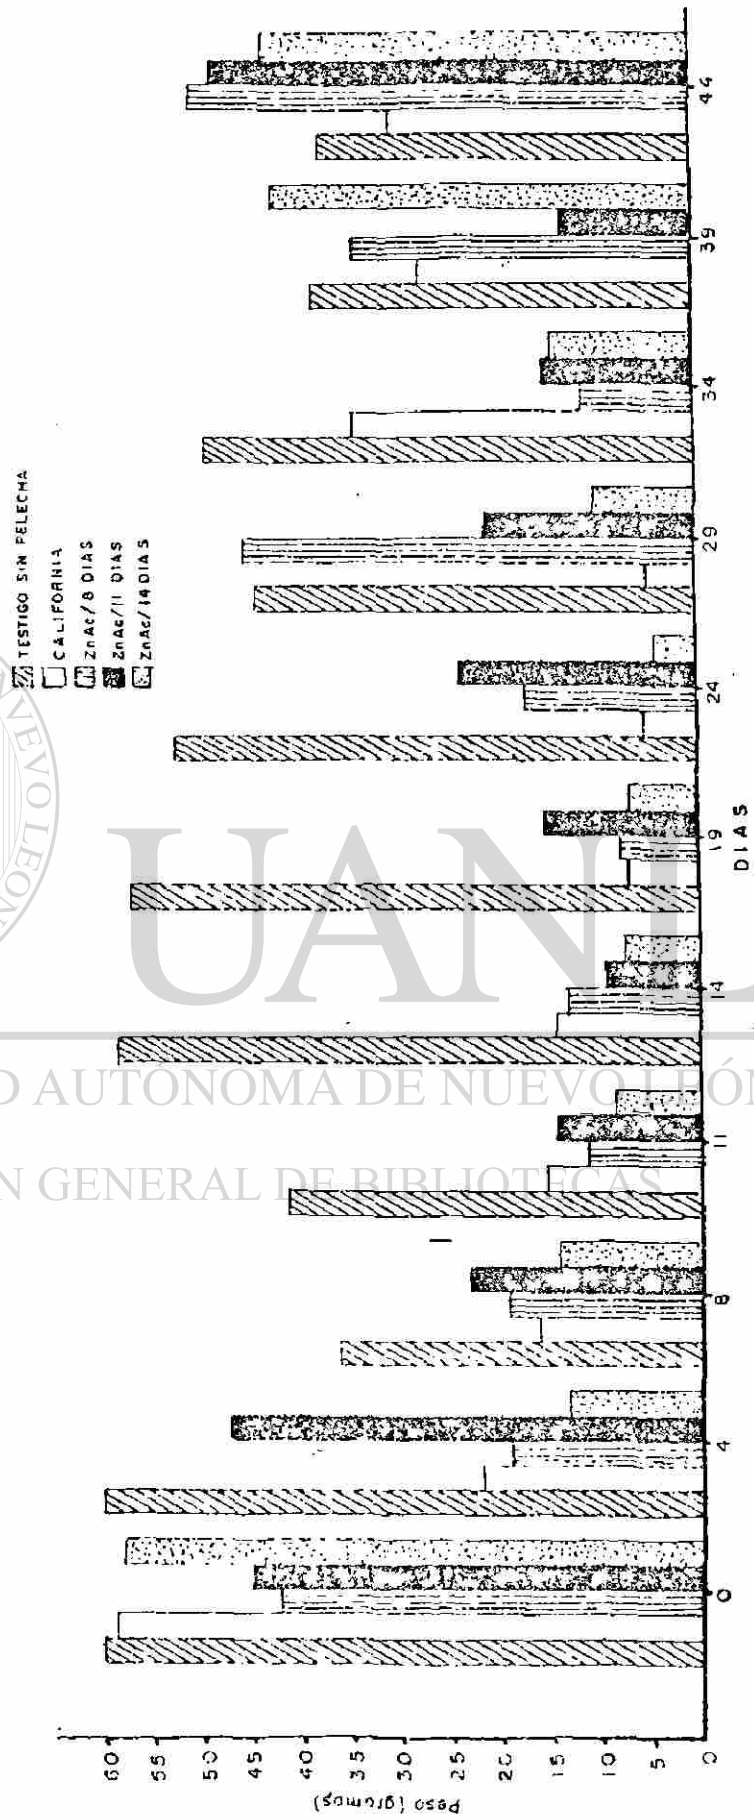 TESTIGO SIN PELECHA
CALIFORNIA
ZnAc/8 DIAS
ZnAc/11 DIAS
ZnAc/14 DIAS
Peso (gramos)
60
55
50
45
40
35
30
25
20
15
10
5
0
0
4
8
11
14
19
24
29
34
39
44
DIAS
NUEVO LEON
UANL
D AUTÓNOMA DE NUEVO LEÓN
N GENERAL DE BIBLIOTECAS